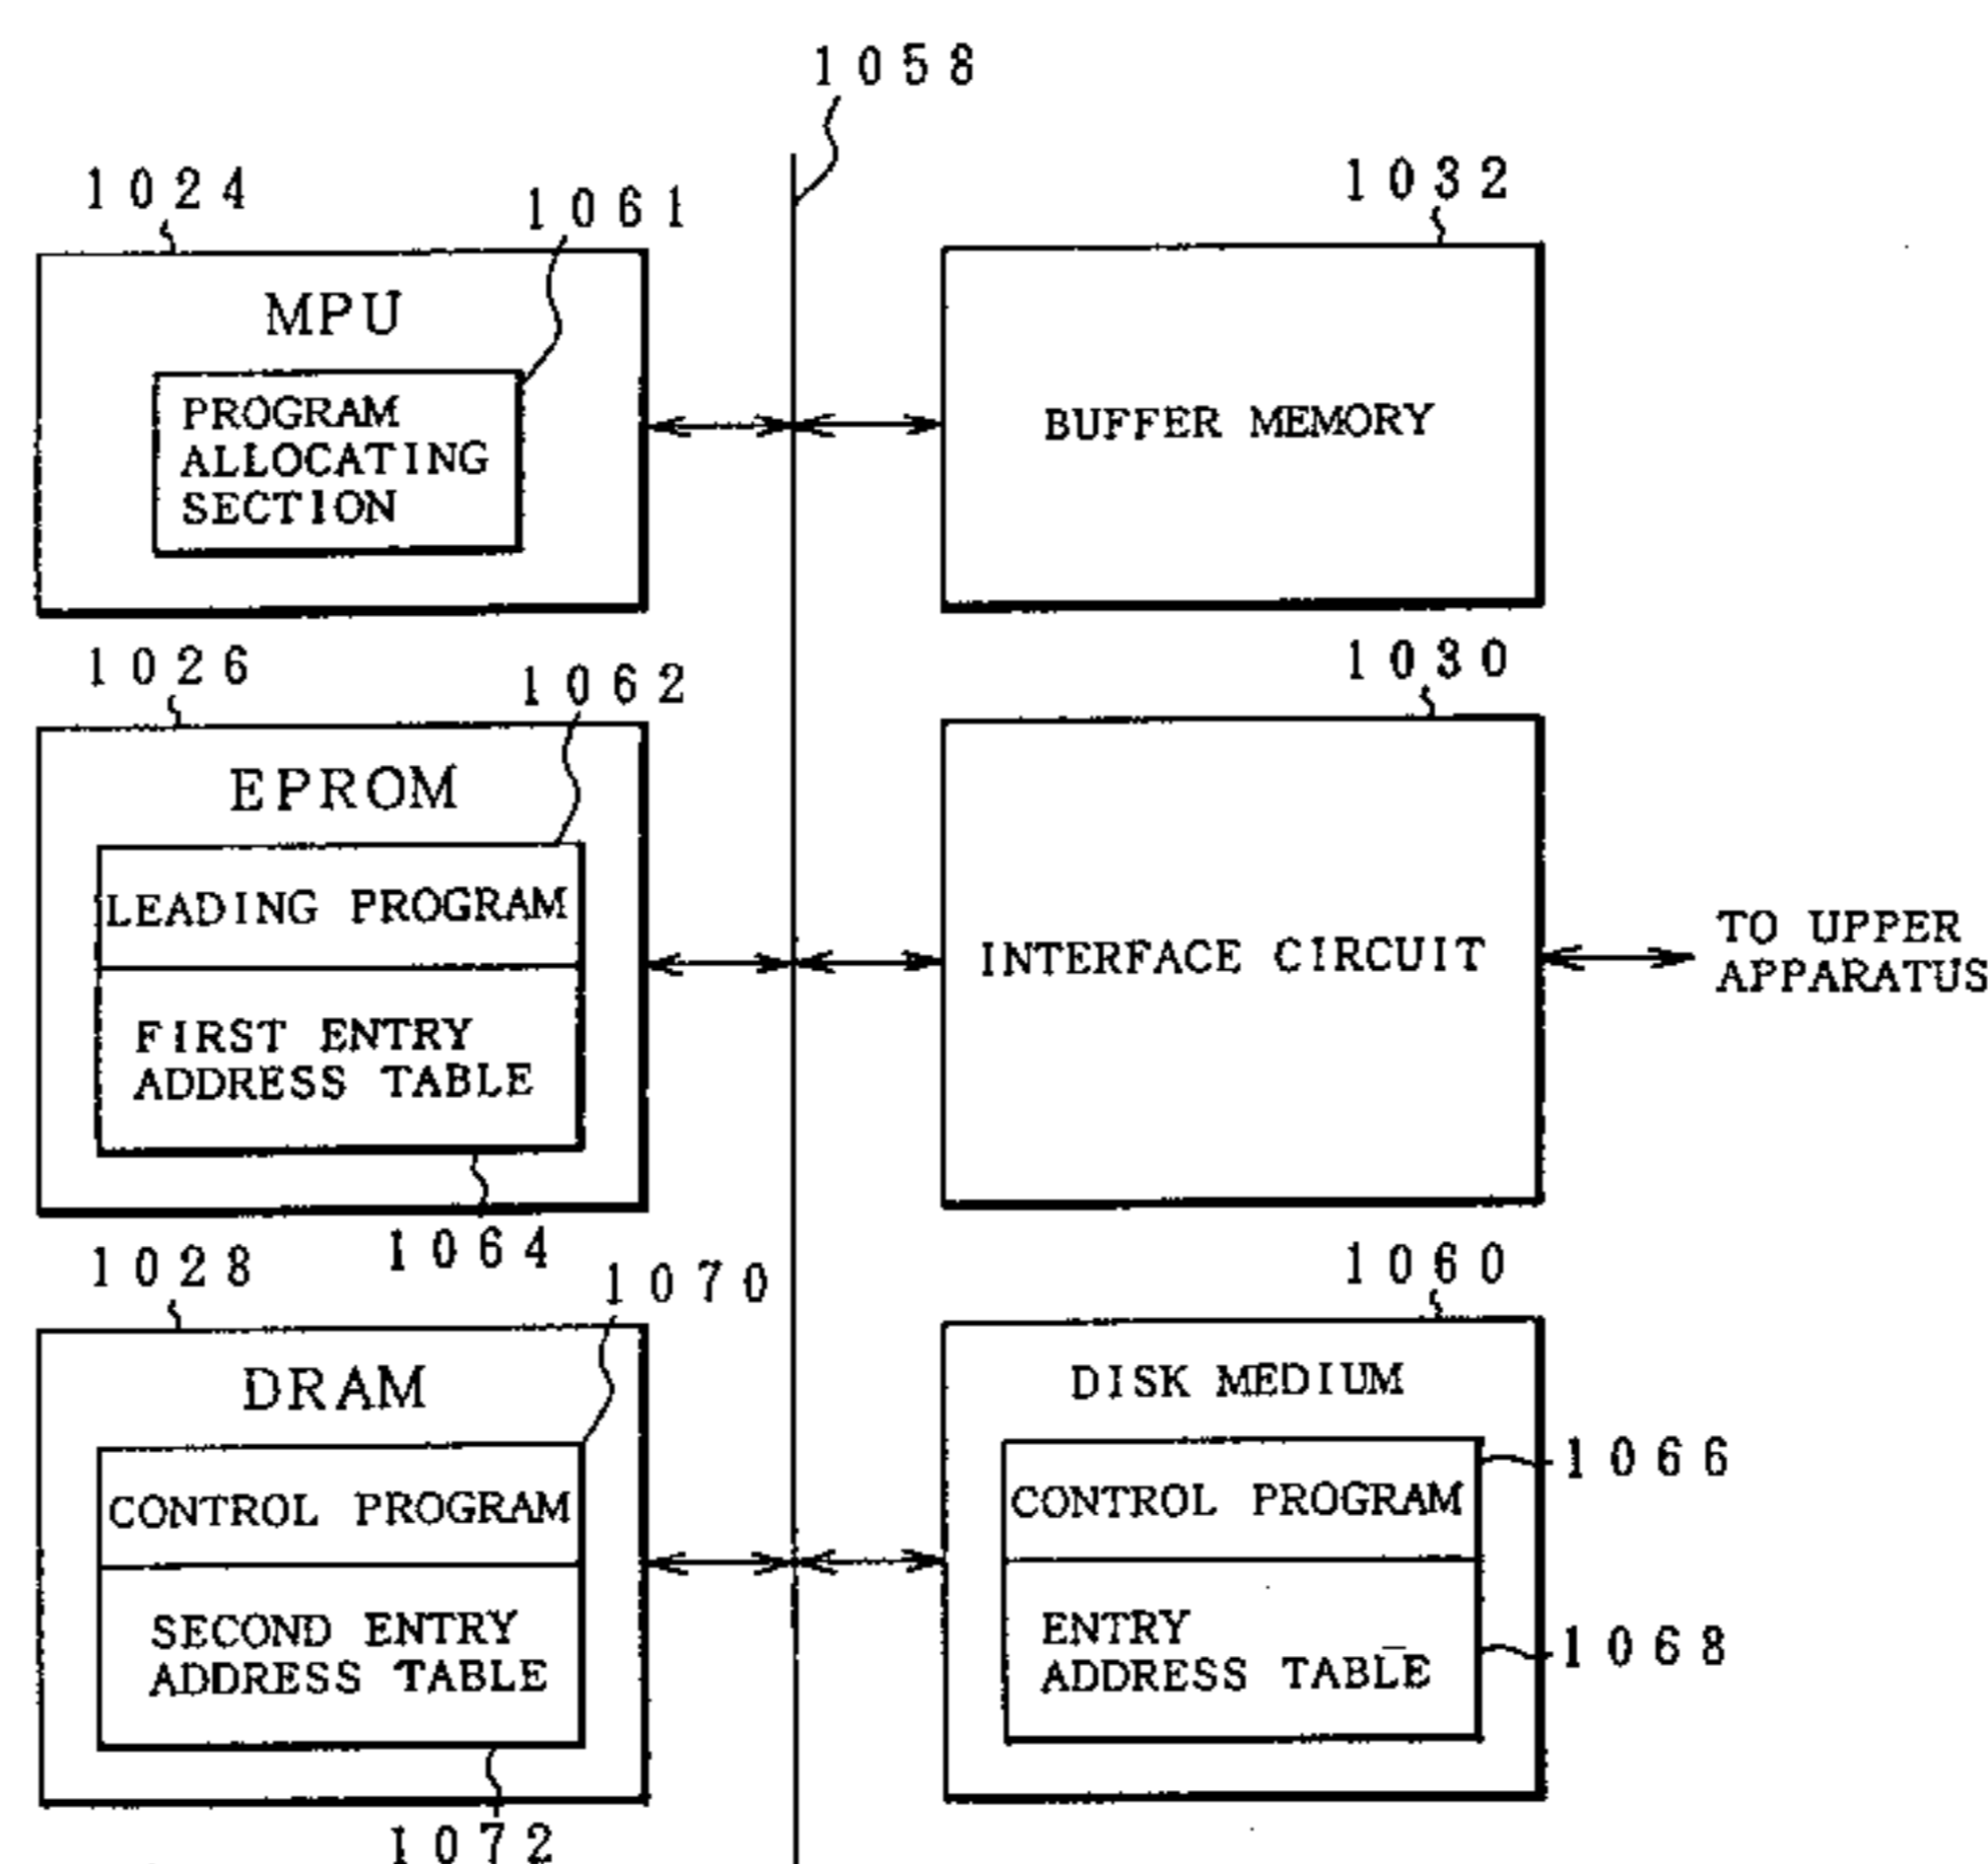 1058
1024
1061
1032
MPU
PROGRAM
ALLOCATING
SECTION
BUFFER MEMORY
1026
1062
1030
EPROM
LEADING PROGRAM
FIRST ENTRY
ADDRESS TABLE
INTERFACE CIRCUIT
TO UPPER
APPARATUS
1064
1028
1070
1060
DRAM
CONTROL PROGRAM
SECOND ENTRY
ADDRESS TABLE
DISK MEDIUM
CONTROL PROGRAM
1066
ENTRY
ADDRESS TABLE
1068
1072